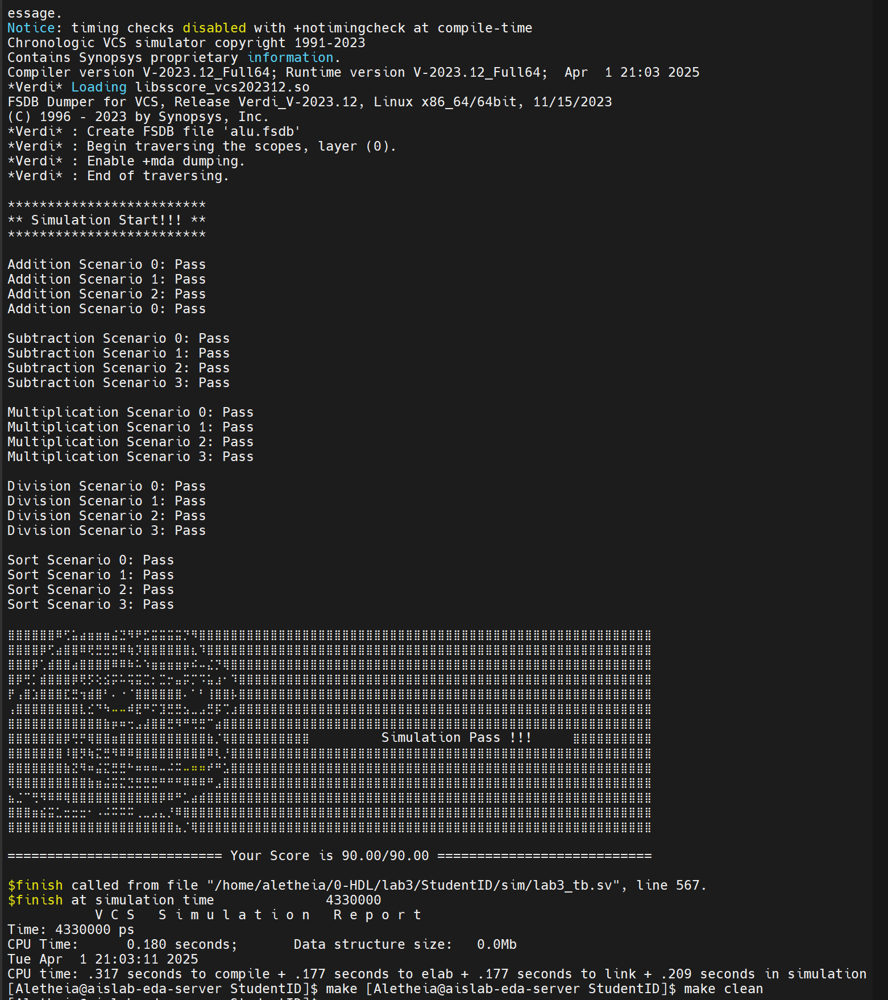 essage.
Notice: timing checks disabled with +notimingcheck at compile-time
Chronologic VCS simulator copyright 1991-2023
Contains Synopsys proprietary information.
Compiler version V-2023.12_Full64; Runtime version V-2023.12_Full64;  Apr  1 21:03 2025
*Verdi* Loading libsscore_vcs202312.so
FSDB Dumper for VCS, Release Verdi_V-2023.12, Linux x86_64/64bit, 11/15/2023
(C) 1996 - 2023 by Synopsys, Inc.
*Verdi* : Create FSDB file 'alu.fsdb'
*Verdi* : Begin traversing the scopes, layer (0).
*Verdi* : Enable +mda dumping.
*Verdi* : End of traversing.
*************************
** Simulation Start!!! **
*************************
Addition Scenario 0: Pass
Addition Scenario 1: Pass
Addition Scenario 2: Pass
Addition Scenario 0: Pass
Subtraction Scenario 0: Pass
Subtraction Scenario 1: Pass
Subtraction Scenario 2: Pass
Subtraction Scenario 3: Pass
Multiplication Scenario 0: Pass
Multiplication Scenario 1: Pass
Multiplication Scenario 2: Pass
Multiplication Scenario 3: Pass
Division Scenario 0: Pass
Division Scenario 1: Pass
Division Scenario 2: Pass
Division Scenario 3: Pass
Sort Scenario 0: Pass
Sort Scenario 1: Pass
Sort Scenario 2: Pass
Sort Scenario 3: Pass
Simulation Pass !!!
=========================== Your Score is 90.00/90.00 ===========================
$finish called from file "/home/aletheia/0-HDL/lab3/StudentID/sim/lab3_tb.sv", line 567.
$finish at simulation time              4330000
V C S   S i m u l a t i o n   R e p o r t
Time: 4330000 ps
CPU Time:      0.180 seconds;       Data structure size:   0.0Mb
Tue Apr  1 21:03:11 2025
CPU time: .317 seconds to compile + .177 seconds to elab + .177 seconds to link + .209 seconds in simulation
[Aletheia@aislab-eda-server StudentID]$ make [Aletheia@aislab-eda-server StudentID]$ make clean